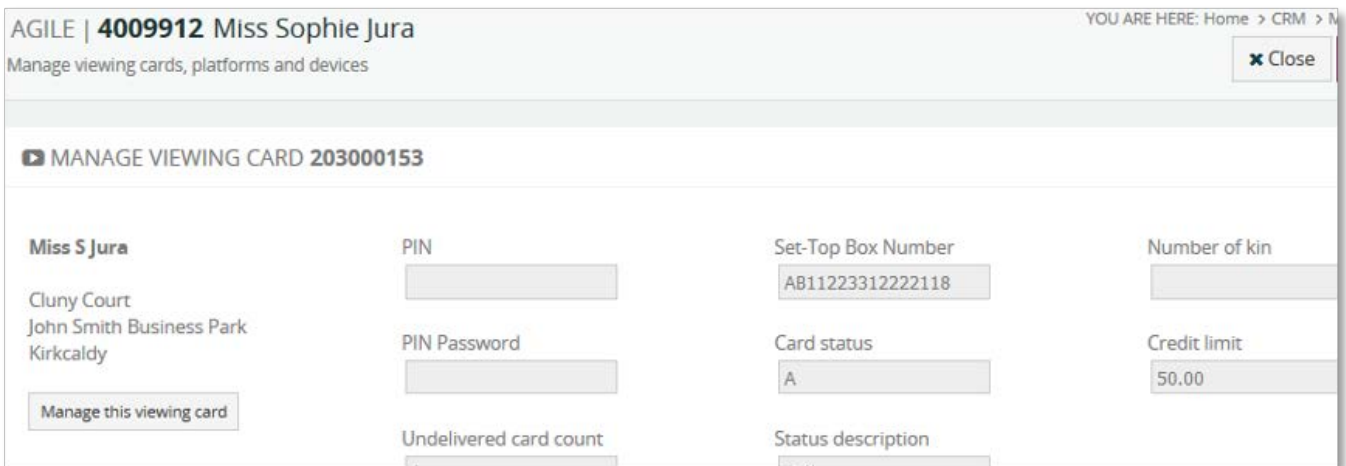 AGILE | 4009912 Miss Sophie Jura
YOU ARE HERE: Home > CRM >
Manage viewing cards, platforms and devices
× Close
MANAGE VIEWING CARD 203000153
Miss S Jura
Cluny Court
John Smith Business Park
Kirkcaldy
Manage this viewing card
PIN
PIN Password
Undelivered card count
Set-Top Box Number
AB11223312222118
Card status
A
Status description
Number of kin
Credit limit
50.00